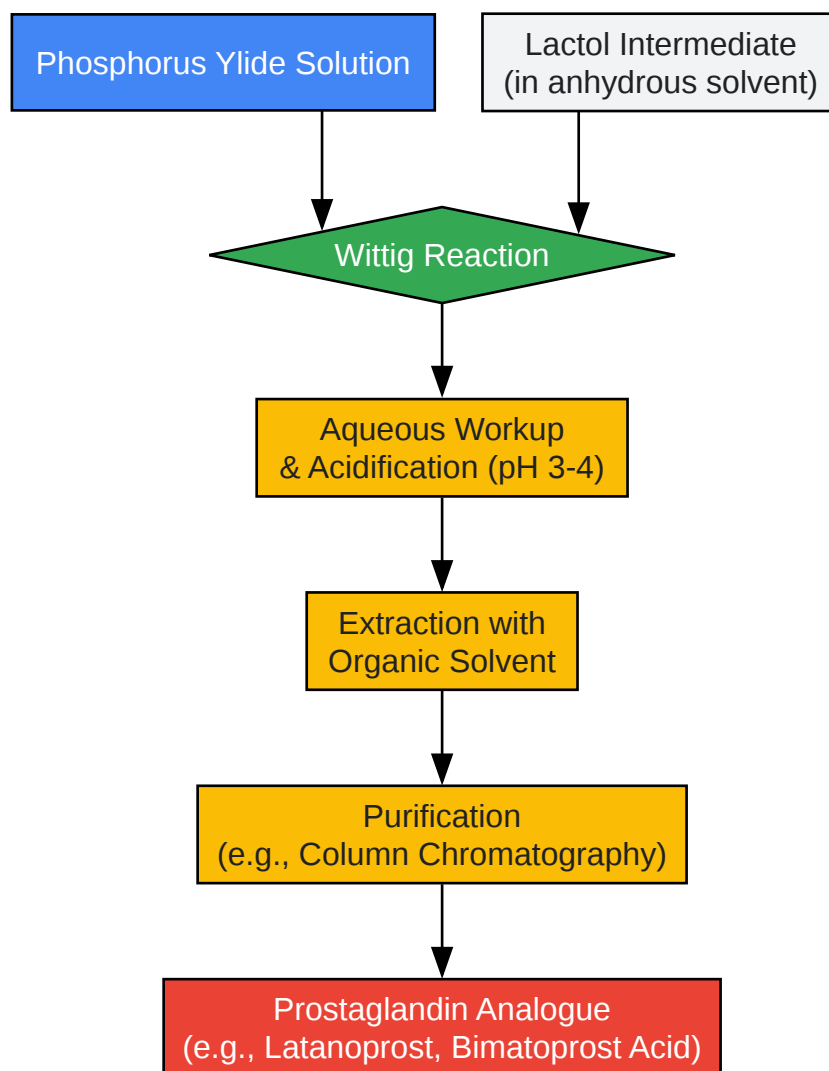 Phosphorus Ylide Solution
Lactol Intermediate
(in anhydrous solvent)
Wittig Reaction
Aqueous Workup
& Acidification (pH 3-4)
Extraction with
Organic Solvent
Purification
(e.g., Column Chromatography)
Prostaglandin Analogue
(e.g., Latanoprost, Bimatoprost Acid)